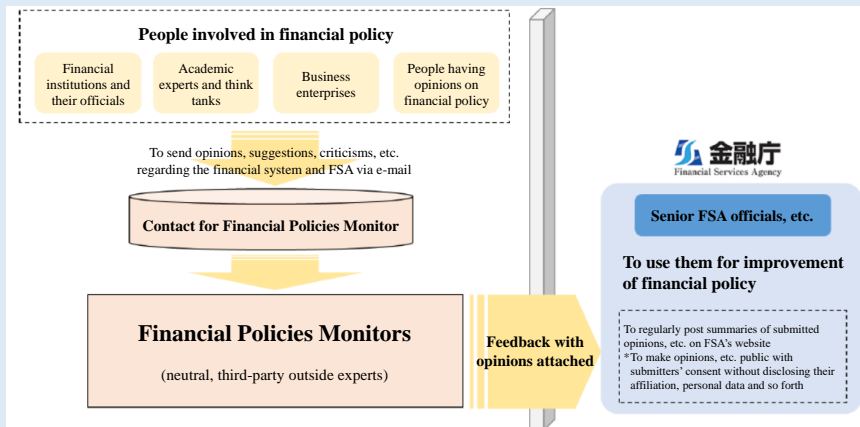 People involved in financial policy
Financial
institutions and
their officials
Academic
experts and think
tanks
Business
enterprises
People having
opinions on
financial policy
To send opinions, suggestions, criticisms, etc.
regarding the financial system and FSA via e-mail
Contact for Financial Policies Monitor
Financial Policies Monitors
(neutral, third-party outside experts)
Feedback with
opinions attached
金融庁
Financial Services Agency
Senior FSA officials, etc.
To use them for improvement
of financial policy
To regularly post summaries of submitted
opinions, etc. on FSA's website
*To make opinions, etc. public with
submitters' consent without disclosing their
affiliation, personal data and so forth